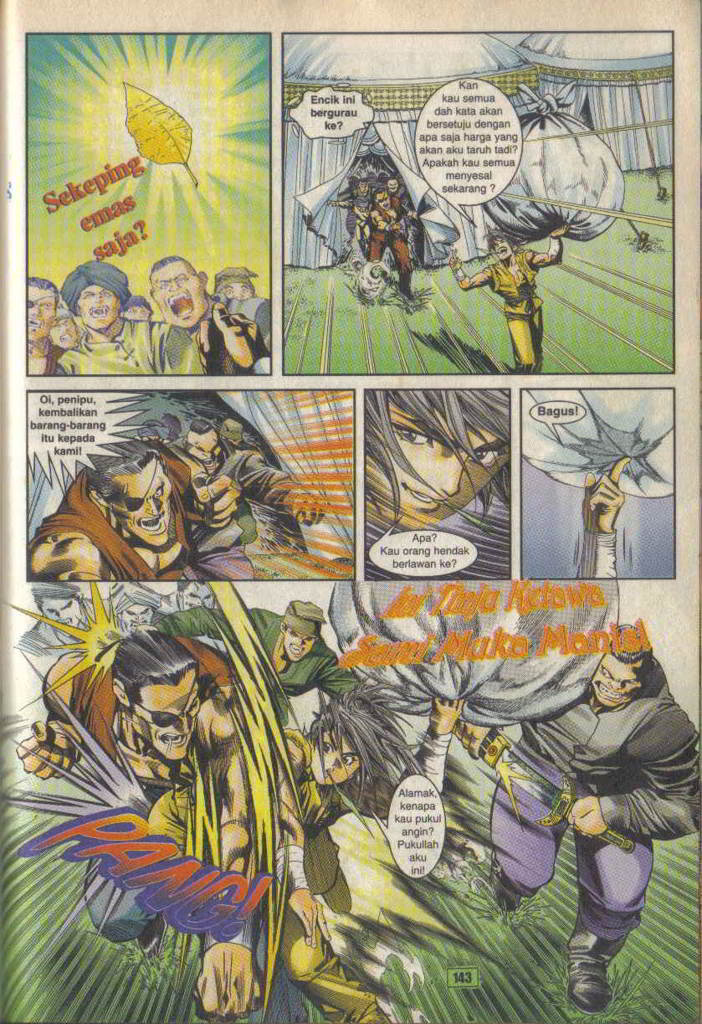 Sekeping
emas
saja?
Encik ini
bergurau
ke?
Kan
kau semua
dah kata akan
bersetuju dengan
apa saja harga yang
akan aku taruh tadi?
Apakah kau semua
menyesal
sekarang ?
Oi, penipu,
kembalikan
barang-barang
itu kepada
kami!
Apa?
Kau orang hendak
berlawan ke?
Bagus!
Ini Tinju Ketawa
Seni Muka Manis!
Alamak,
kenapa
kau pukul
angin?
Pukullah
aku
ini!
PANG!
143